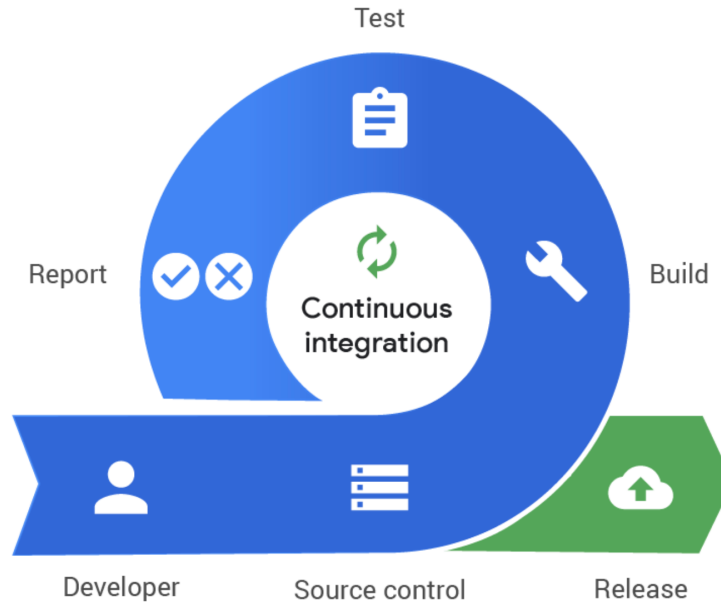 Test
Report
Continuous
integration
Build
Developer
Source control
Release